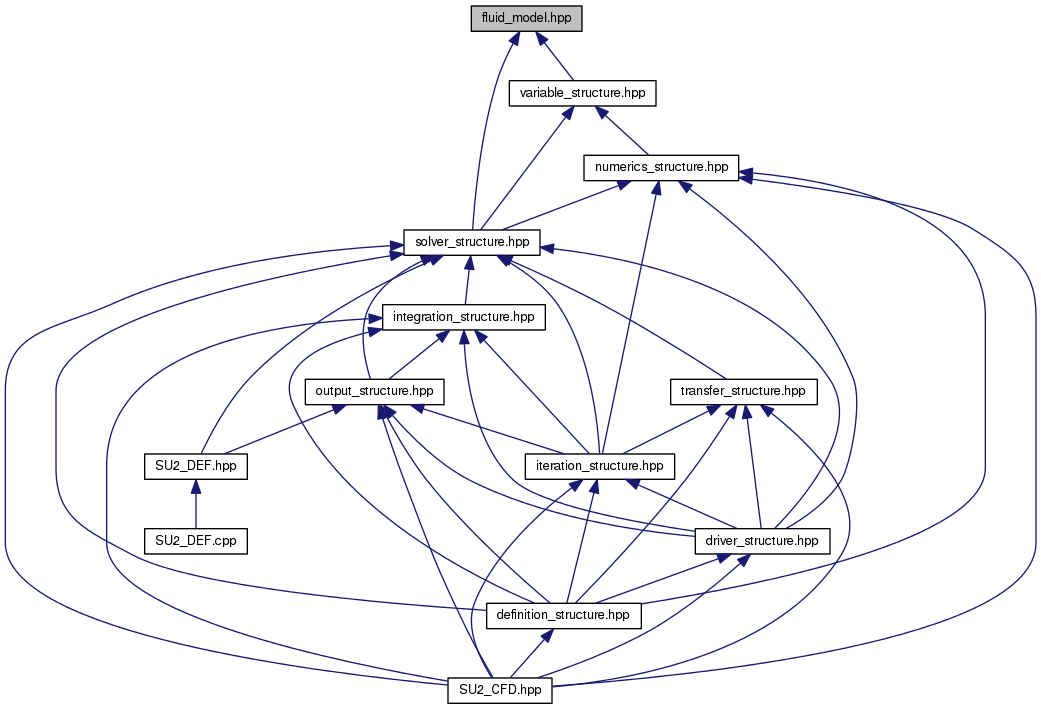 fluid_model.hpp
variable_structure.hpp
numerics_structure.hpp
solver_structure.hpp
integration_structure.hpp
output_structure.hpp
transfer_structure.hpp
SU2_DEF.hpp
iteration_structure.hpp
SU2_DEF.cpp
driver_structure.hpp
definition_structure.hpp
SU2_CFD.hpp